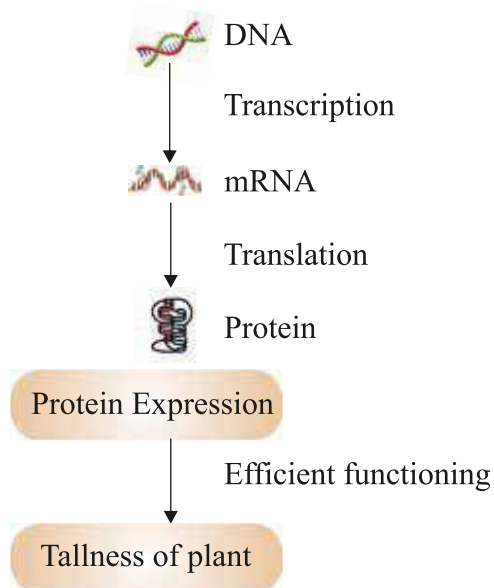 DNA
Transcription
mRNA
Translation
Protein
Protein Expression
Efficient functioning
Tallness of plant